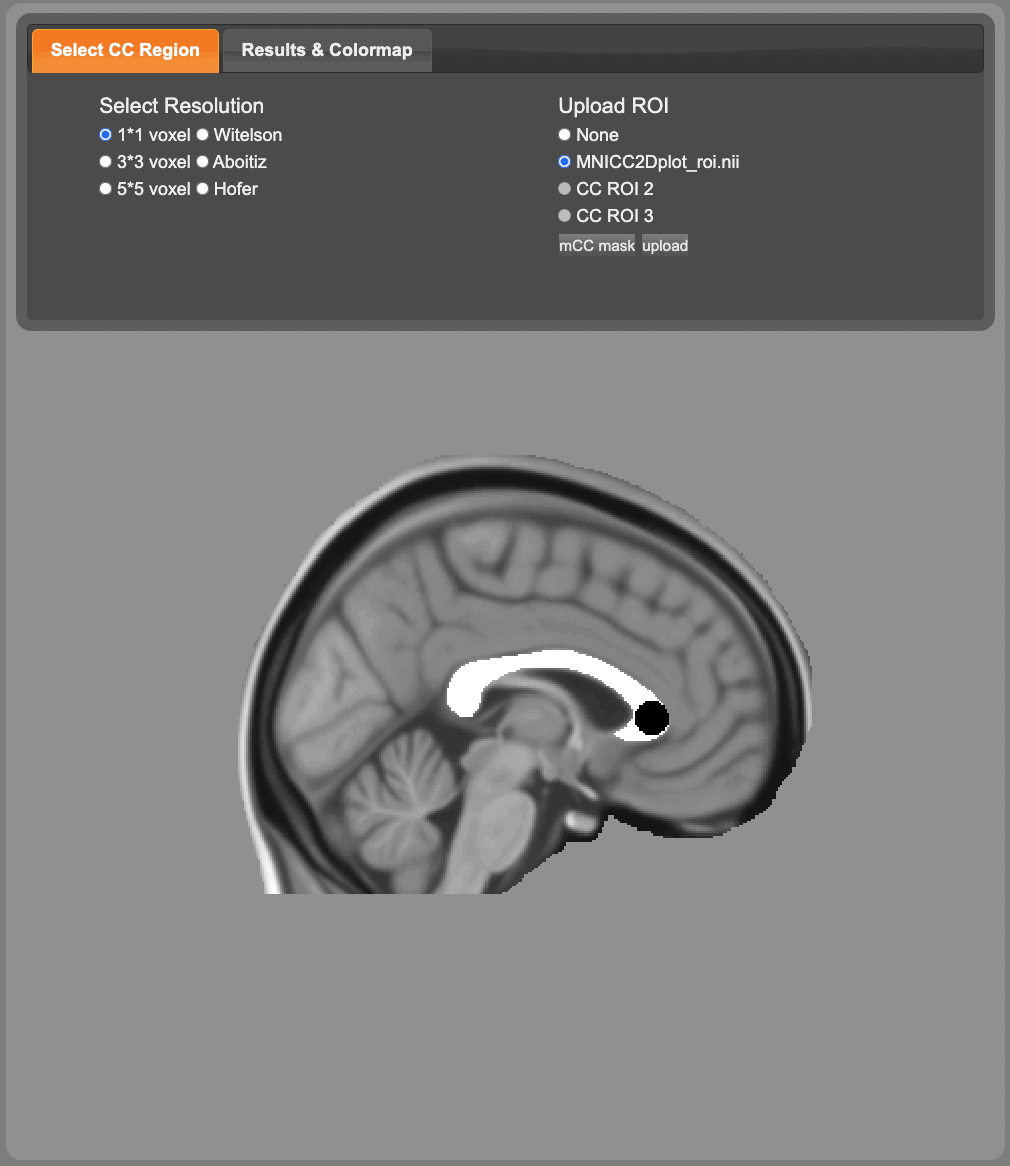 Select CC Region Results & Colormap
Select Resolution
1*1 voxel Witelson
3*3 voxel Aboitiz
5*5 voxel Hofer
Upload ROI
None
MNICC2Dplot_roi.nii
CC ROI 2
CC ROI 3
mCC mask upload